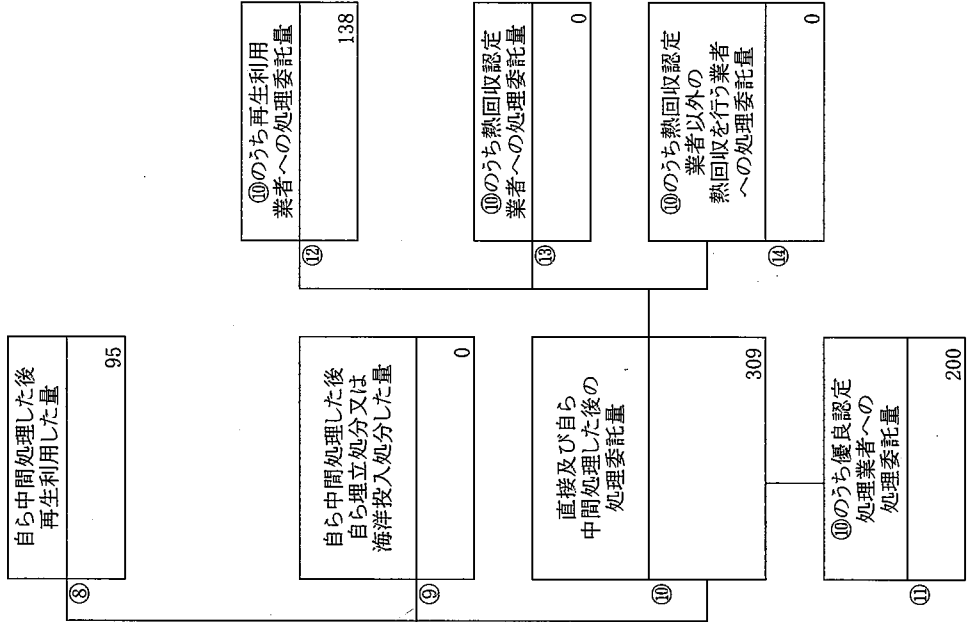 ⑧
自ら中間処理した後
再生利用した量
95
⑨
自ら中間処理した後
自ら埋立処分又は
海洋投入処分した量
0
⑩
直接及び自ら
中間処理した後の
処理委託量
309
⑪
⑩のうち優良認定
処理業者への
処理委託量
200
⑫
⑩のうち再生利用
業者への処理委託量
138
⑬
⑩のうち熱回収認定
業者への処理委託量
0
⑭
⑩のうち熱回収認定
業者以外の
熱回収を行う業者
への処理委託量
0